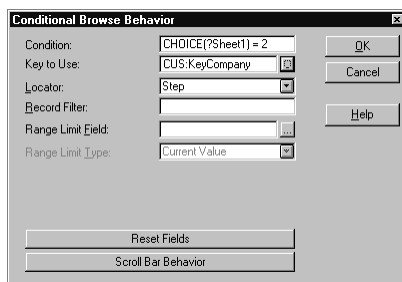 Conditional Browse Behavior
Condition: CHOICE(?Sheet1) = 2 OK
Key to Use: CUS:KeyCompany Cancel
Locator: Step
Record Filter: Help
Range Limit Field: ...
Range Limit Type: Current Value
Reset Fields
Scroll Bar Behavior